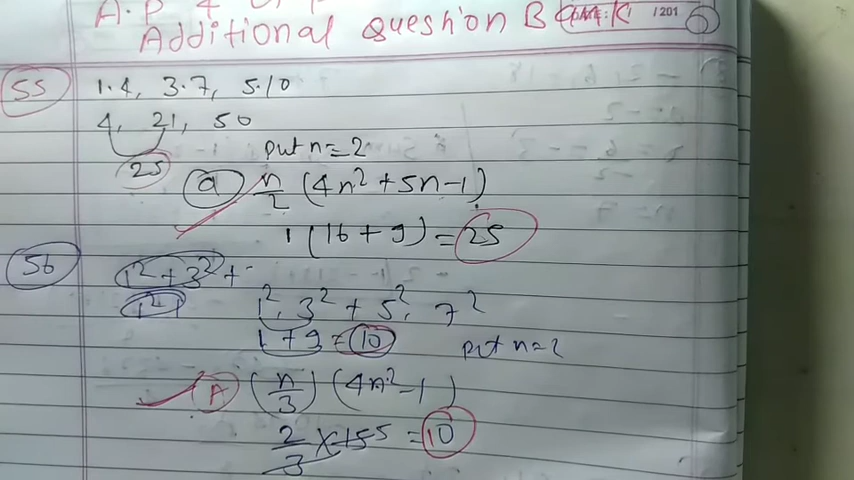 A.P
Additional Question B
55 1.4, 3.7, 5.10
4, 21, 50
25 put n=2
a n/2 (4n²+5n-1)
1(16+9)=25
56 1²+3²+
1² 1²,3²+5²,7²
1+9=10 put n=2
A (n/3)(4n²-1)
2/3×15 5=10